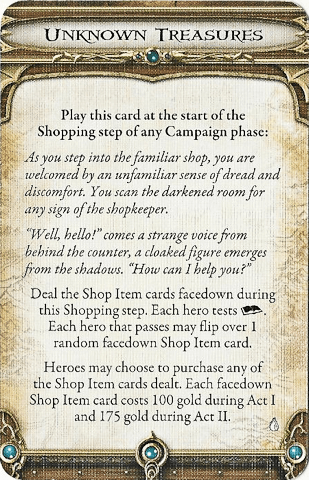 UNKNOWN TREASURES
Play this card at the start of the
Shopping step of any Campaign phase:
As you step into the familiar shop, you are
welcomed by an unfamiliar sense of dread and
discomfort. You scan the darkened room for
any sign of the shopkeeper.
“Well, hello!” comes a strange voice from
behind the counter, a cloaked figure emerges
from the shadows. “How can I help you?”
Deal the Shop Item cards facedown during
this Shopping step. Each hero tests .
Each hero that passes may flip over 1
random facedown Shop Item card.
Heroes may choose to purchase any of
the Shop Item cards dealt. Each facedown
Shop Item card costs 100 gold during Act I
and 175 gold during Act II.